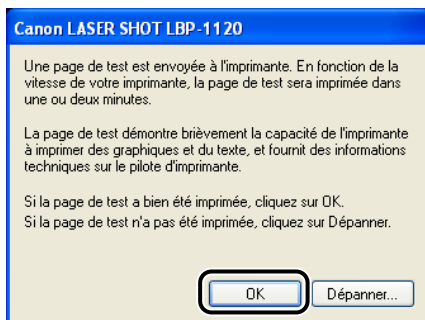 Canon LASER SHOT LBP-1120
Une page de test est envoyée à l'imprimante. En fonction de la
vitesse de votre imprimante, la page de test sera imprimée dans
une ou deux minutes.
La page de test démontre brièvement la capacité de l'imprimante
à imprimer des graphiques et du texte, et fournit des informations
techniques sur le pilote d'imprimante.
Si la page de test a bien été imprimée, cliquez sur OK.
Si la page de test n'a pas été imprimée, cliquez sur Dépanner.
OK
Dépanner...